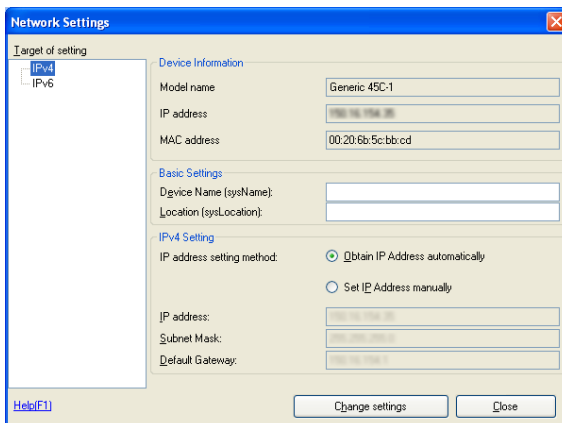 Network Settings
Target of setting
IPv4
IPv6
Device Information
Model name Generic 45C-1
IP address
MAC address 00:20:6b:5c:bb:cd
Basic Settings
Device Name (sysName):
Location (sysLocation):
IPv4 Setting
IP address setting method: Obtain IP Address automatically
Set IP Address manually
IP address:
Subnet Mask:
Default Gateway:
Help(F1) Change settings Close